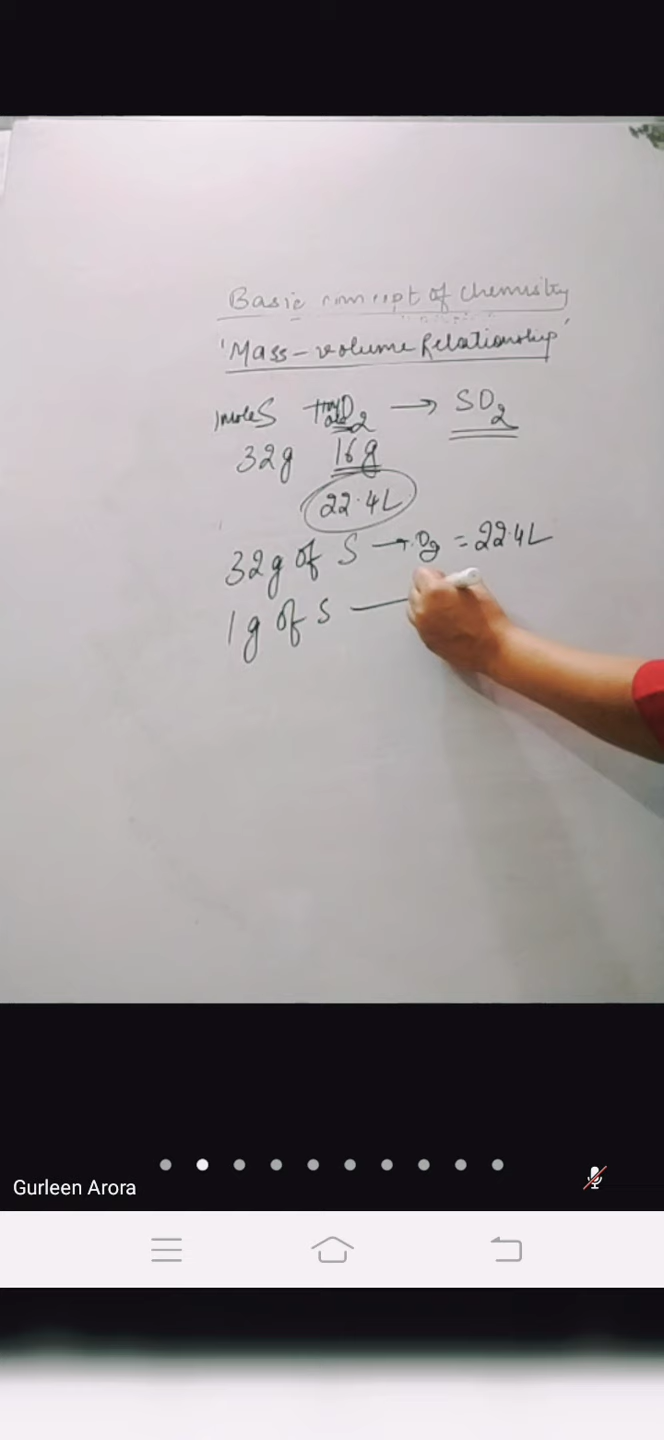 Basic concept of Chemistry
'Mass-volume Relationship'
1mole S + O2 → SO2
32g 16g
22.4L
32g of S → O2 = 22.4L
1g of S —
Gurleen Arora